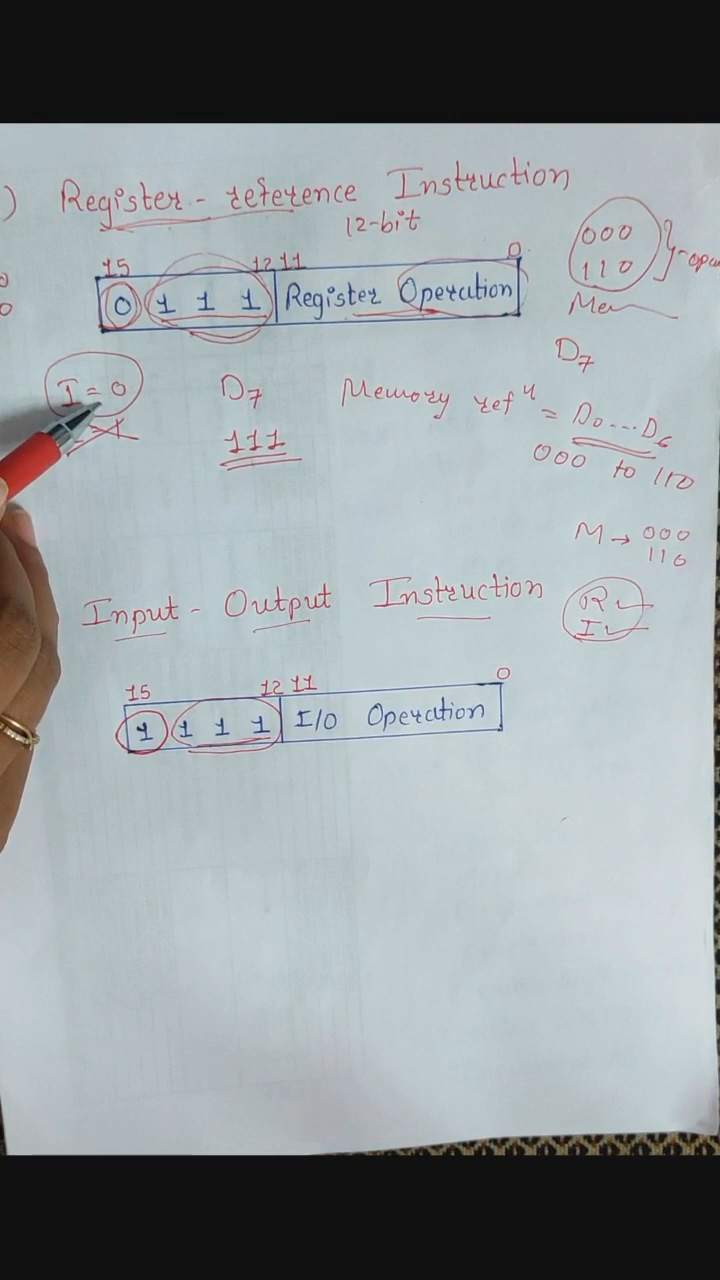 ) Register - reference Instruction
12-bit
000
110
15 12 11 0
0 1 1 1 Register Operation
D7
I = 0 D7 Memory ref = D0...D6
111
000 to 110
M → 000
110
Input - Output Instruction
R
I
15 12 11 0
1 1 1 1 I/O Operation